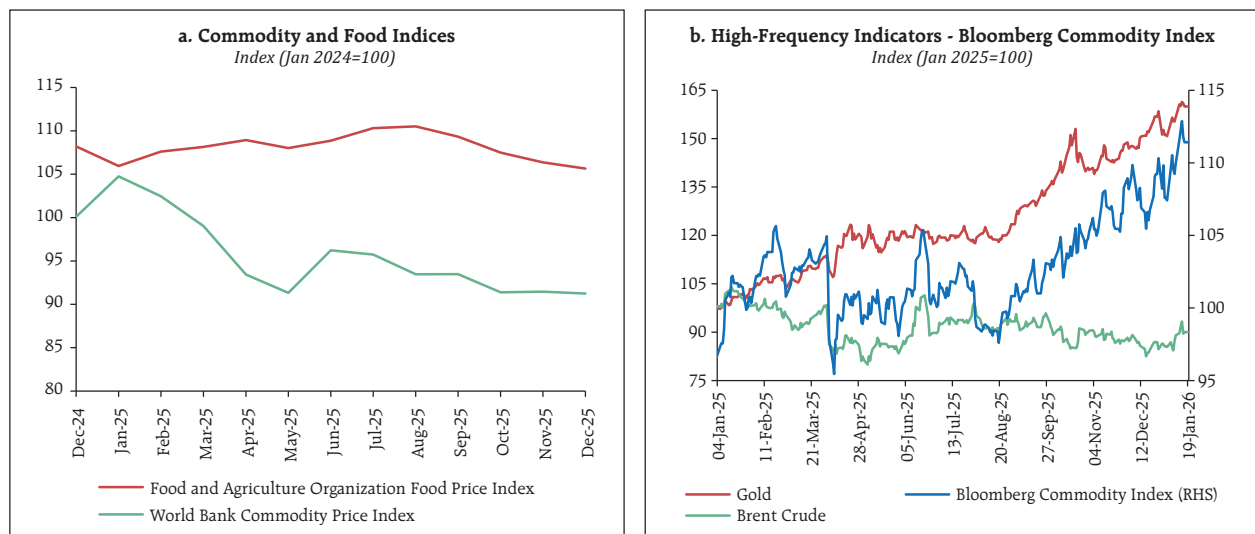 a. Commodity and Food Indices
Index (Jan 2024=100)
115
110
105
100
95
90
85
80
Dec-24
Jan-25
Feb-25
Mar-25
Apr-25
May-25
Jun-25
Jul-25
Aug-25
Sep-25
Oct-25
Nov-25
Dec-25
Food and Agriculture Organization Food Price Index
World Bank Commodity Price Index
b. High-Frequency Indicators - Bloomberg Commodity Index
Index (Jan 2025=100)
165
150
135
120
105
90
75
115
110
105
100
95
04-Jan-25
11-Feb-25
21-Mar-25
28-Apr-25
05-Jun-25
13-Jul-25
20-Aug-25
27-Sep-25
04-Nov-25
12-Dec-25
19-Jan-26
Gold
Bloomberg Commodity Index (RHS)
Brent Crude